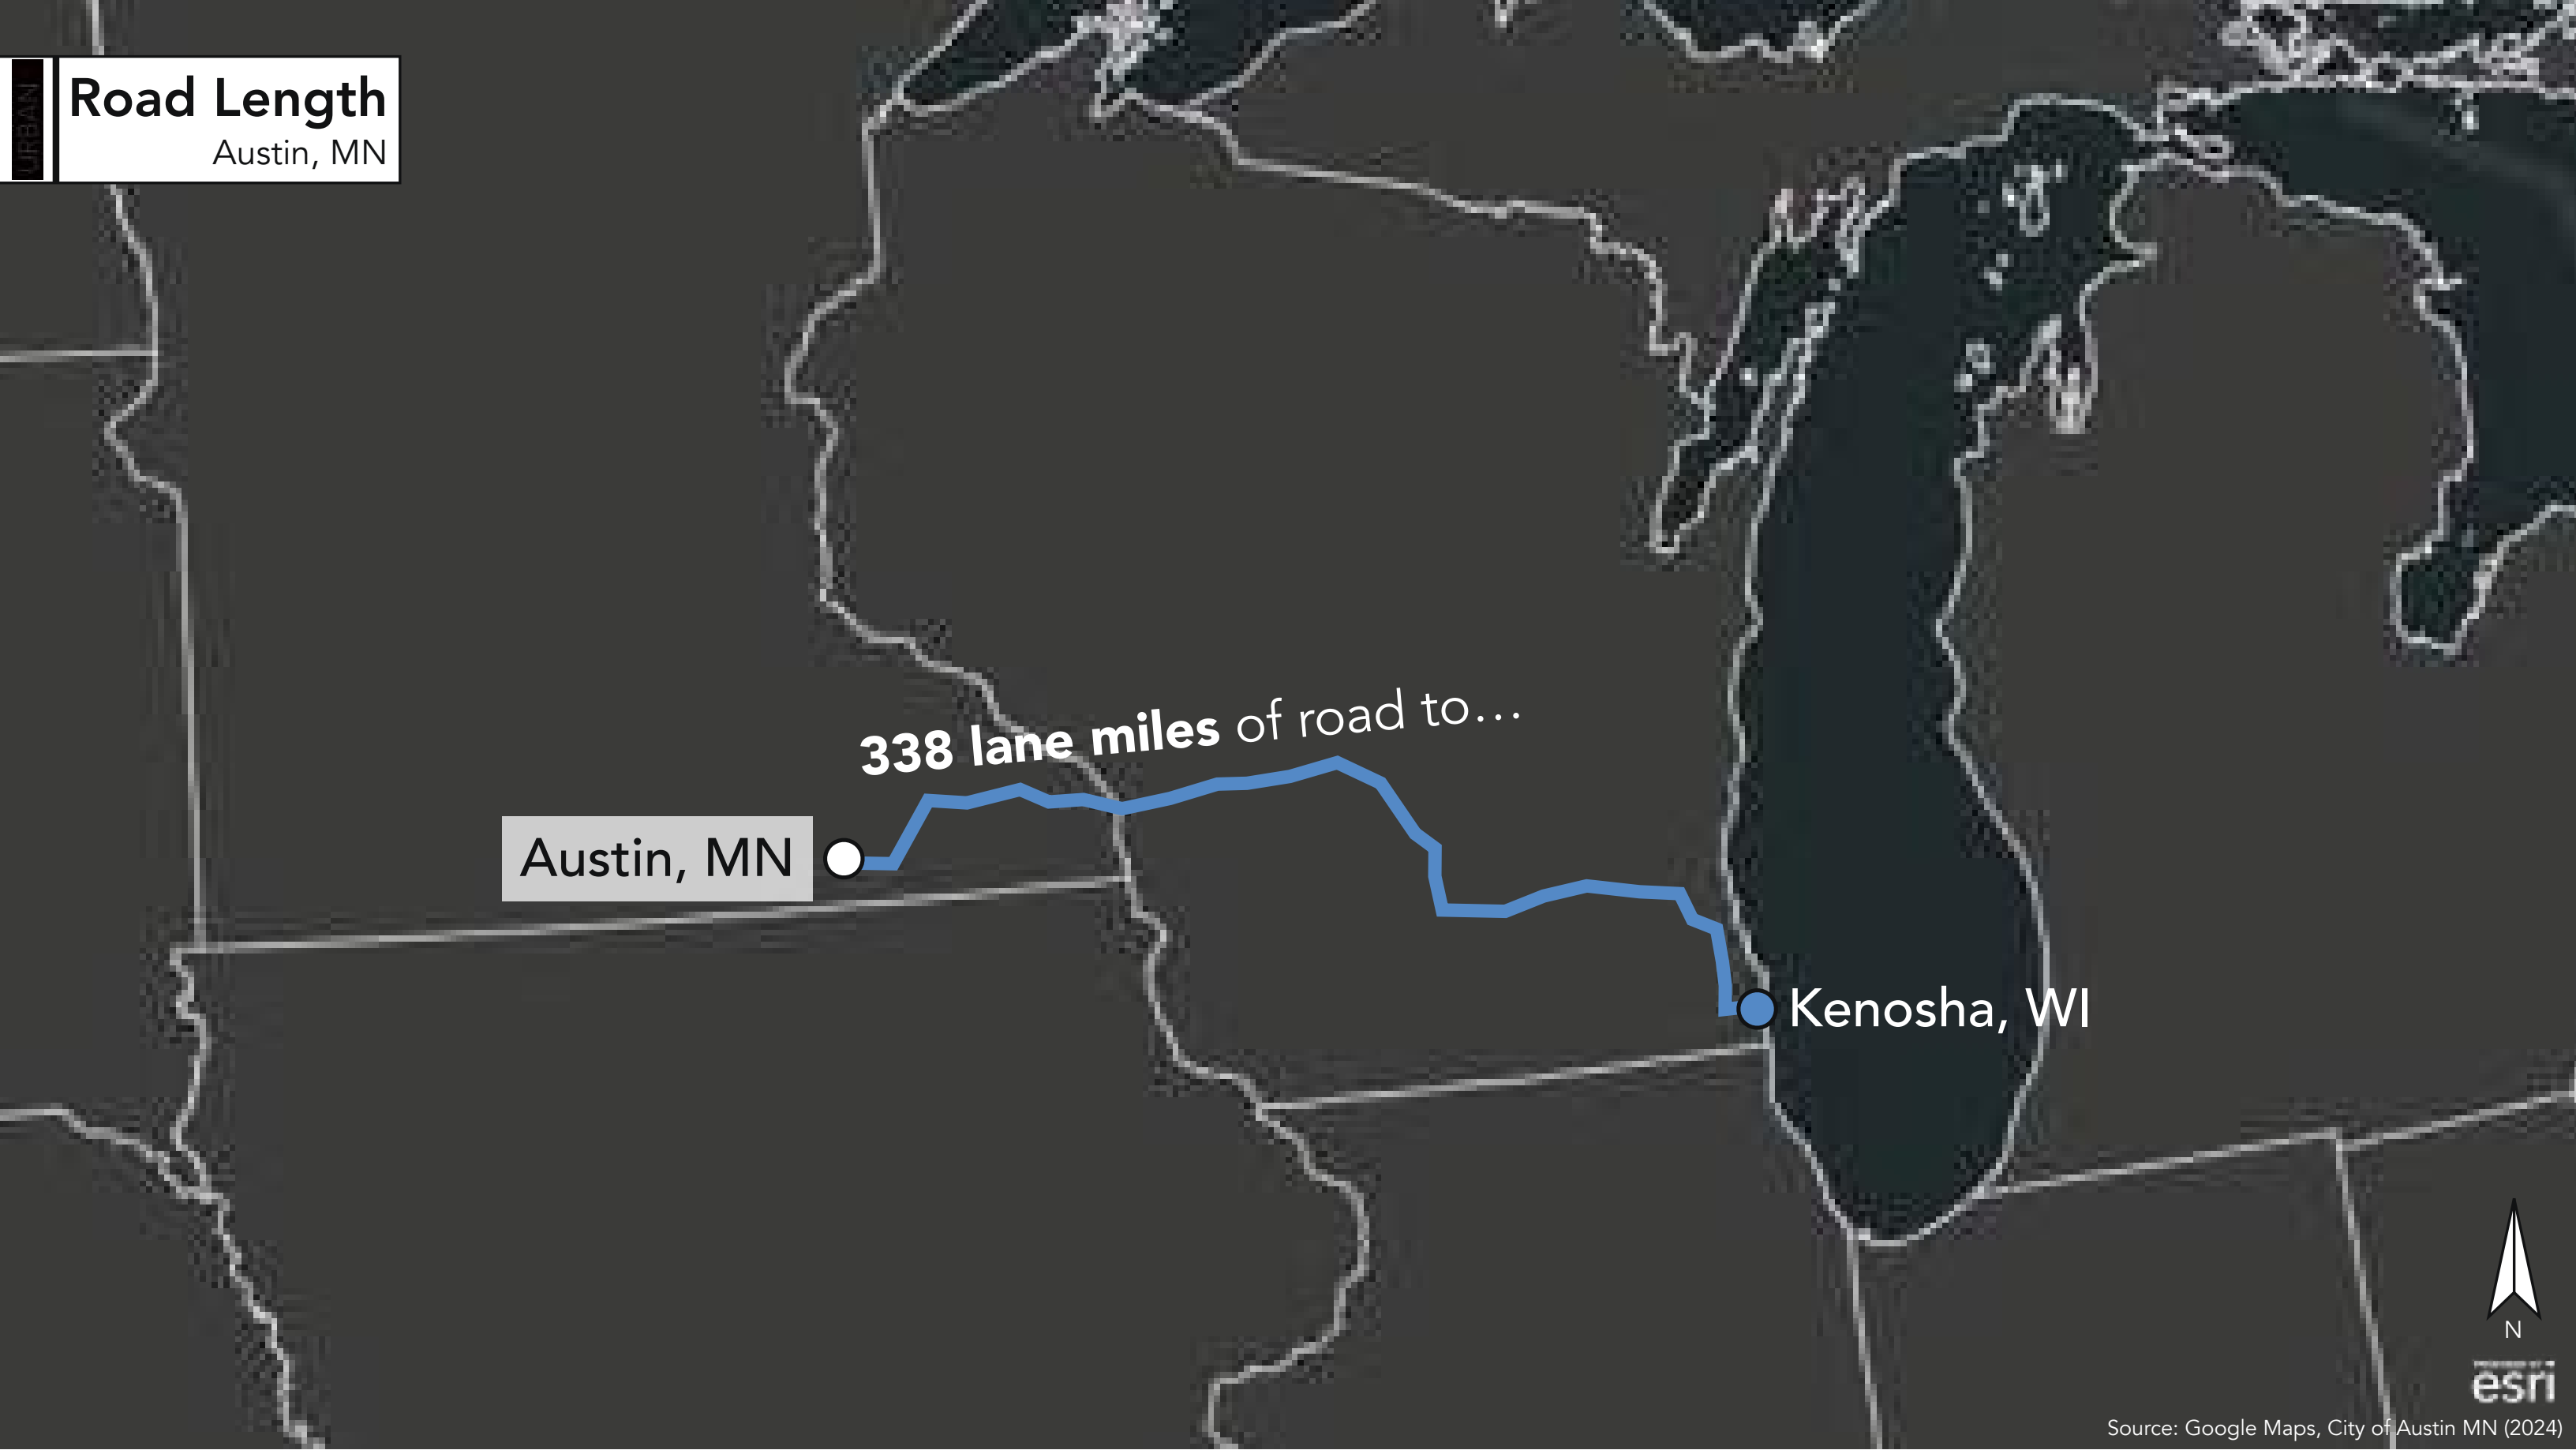 URBAN
Road Length
Austin, MN
338 lane miles of road to...
Austin, MN
Kenosha, WI
N
esri
Source: Google Maps, City of Austin MN (2024)